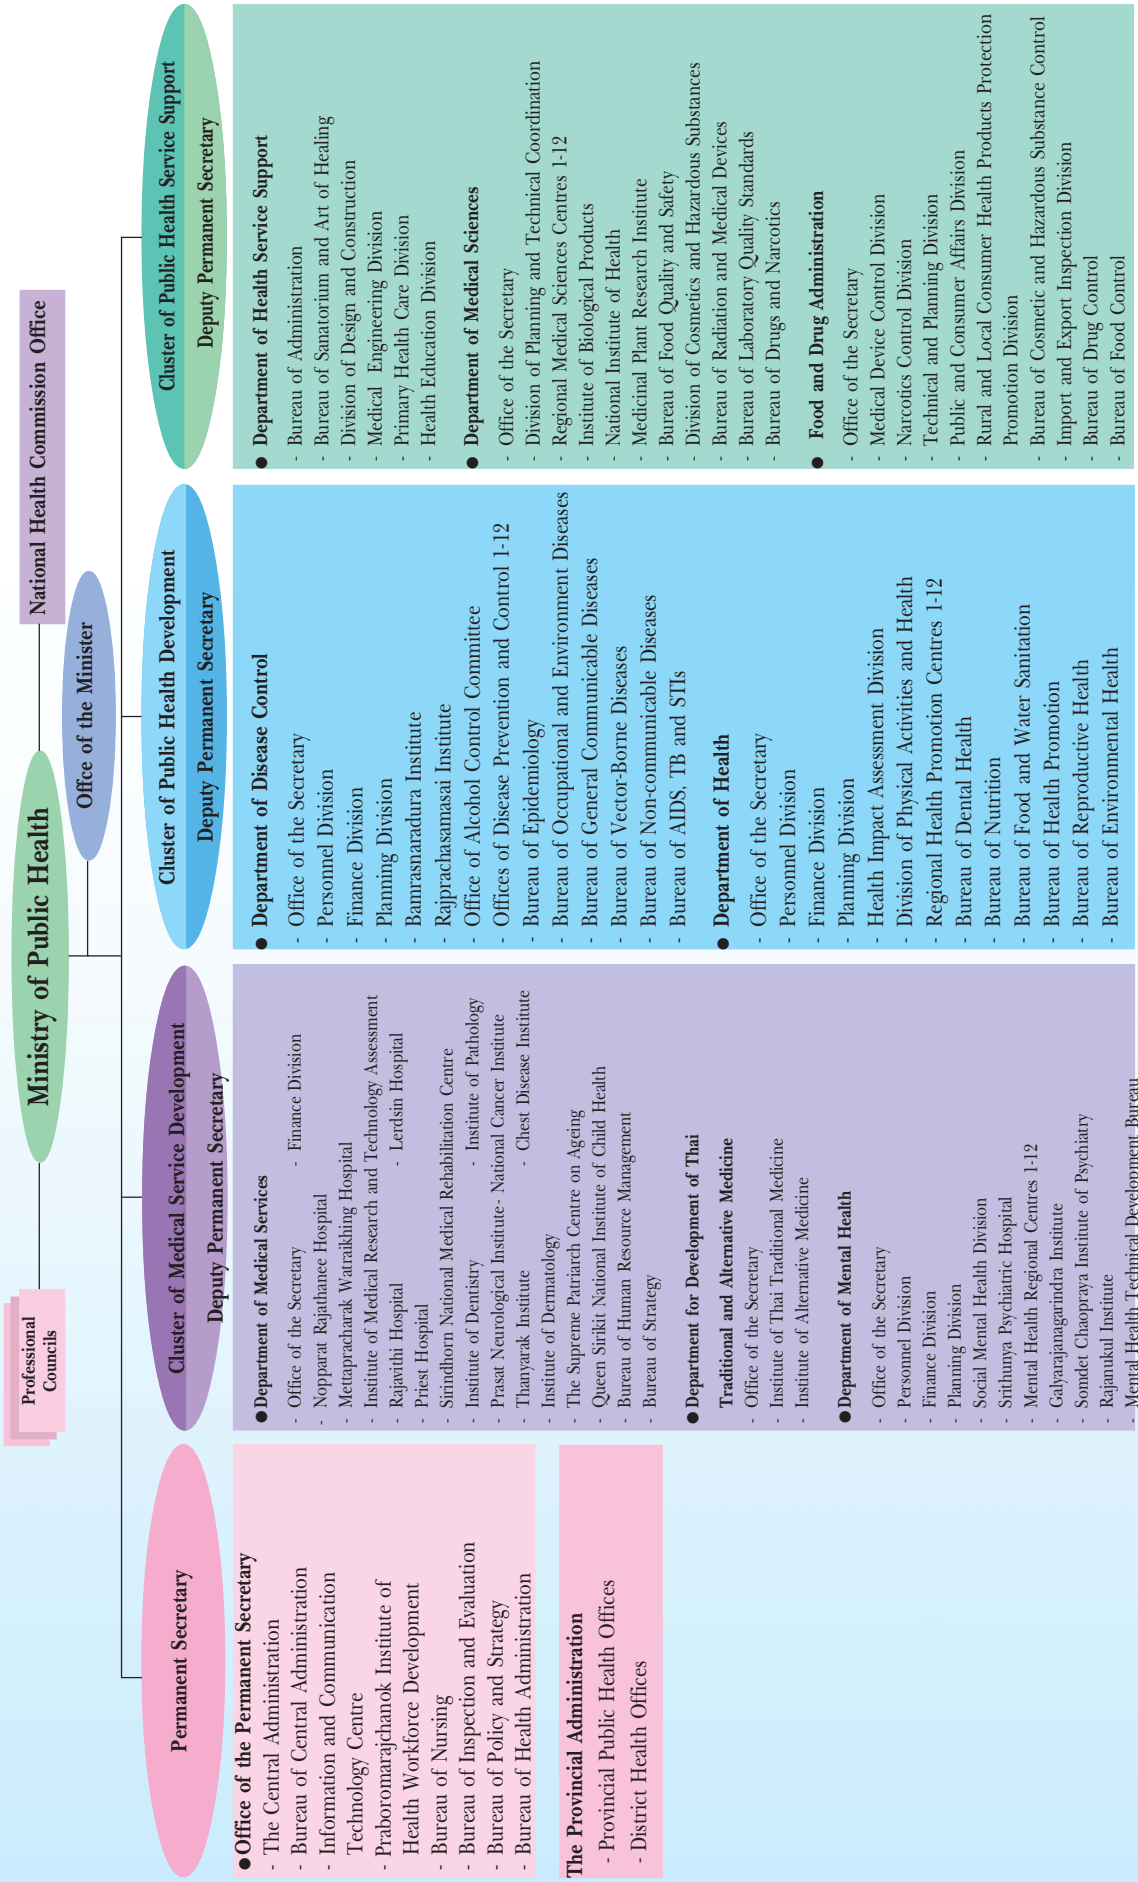 Ministry of Public Health
Professional
Councils
National Health Commission Office
Offce of the Minister
Permanent Secretary
●Office of the Permanent Secretary
- The Central Administration
- Bureau of Central Administration
- Information and Communication
Technology Centre
- Praboromarajchanok Institute of
Health Workforce Development
- Bureau of Nursing
- Bureau of Inspection and Evaluation
- Bureau of Policy and Strategy
- Bureau of Health Administration
The Provincial Administration
- Provincial Public Health Offices
- District Health Offices
Cluster of Medical Service Development
Deputy Permanent Secretary
●Department of Medical Services
- Office of the Secretary - Finance Division
- Nopparat Rajathanee Hospital
- Mettapracharak Watraikhing Hospital
- Institute of Medical Research and Technology Assessment
- Rajavithi Hospital - Lerdsin Hospital
- Priest Hospital
- Sirindhorn National Medical Rehabilitation Centre
- Institute of Dentistry - Institute of Pathology
- Prasat Neurological Institute - National Cancer Institute
- Thanyarak Institute - Chest Disease Institute
- Institute of Dermatology
- The Supreme Patriarch Centre on Ageing
- Queen Sirikit National Institute of Child Health
- Bureau of Human Resource Management
- Bureau of Strategy
●Department for Development of Thai
Traditional and Alternative Medicine
- Office of the Secretary
- Institute of Thai Traditional Medicine
- Institute of Alternative Medicine
●Department of Mental Health
- Office of the Secretary
- Personnel Division
- Finance Division
- Planning Division
- Social Mental Health Division
- Srithunya Psychiatric Hospital
- Mental Health Regional Centres 1-12
- Galyarajanagarindra Institute
- Somdet Chaopraya Institute of Psychiatry
- Rajanukul Institute
- Mental Health Technical Development Bureau
Cluster of Public Health Development
Deputy Permanent Secretary
● Department of Disease Control
- Office of the Secretary
- Personnel Division
- Finance Division
- Planning Division
- Bamrasnaradura Institute
- Rajprachasamasai Institute
- Office of Alcohol Control Committee
- Offices of Disease Prevention and Control 1-12
- Bureau of Epidemiology
- Bureau of Occupational and Environment Diseases
- Bureau of General Communicable Diseases
- Bureau of Vector-Borne Diseases
- Bureau of Non-communicable Diseases
- Bureau of AIDS, TB and STIs
● Department of Health
- Office of the Secretary
- Personnel Division
- Finance Division
- Planning Division
- Health Impact Assessment Division
- Division of Physical Activities and Health
- Regional Health Promotion Centres 1-12
- Bureau of Dental Health
- Bureau of Nutrition
- Bureau of Food and Water Sanitation
- Bureau of Health Promotion
- Bureau of Reproductive Health
- Bureau of Environmental Health
Cluster of Public Health Service Support
Deputy Permanent Secretary
● Department of Health Service Support
- Bureau of Administration
- Bureau of Sanatorium and Art of Healing
- Division of Design and Construction
- Medical Engineering Division
- Primary Health Care Division
- Health Education Division
● Department of Medical Sciences
- Office of the Secretary
- Division of Planning and Technical Coordination
- Regional Medical Sciences Centres 1-12
- Institute of Biological Products
- National Institute of Health
- Medicinal Plant Research Institute
- Bureau of Food Quality and Safety
- Division of Cosmetics and Hazardous Substances
- Bureau of Radiation and Medical Devices
- Bureau of Laboratory Quality Standards
- Bureau of Drugs and Narcotics
● Food and Drug Administration
- Office of the Secretary
- Medical Device Control Division
- Narcotics Control Division
- Technical and Planning Division
- Public and Consumer Affairs Division
- Rural and Local Consumer Health Products Protection
Promotion Division
- Bureau of Cosmetic and Hazardous Substance Control
- Import and Export Inspection Division
- Bureau of Drug Control
- Bureau of Food Control